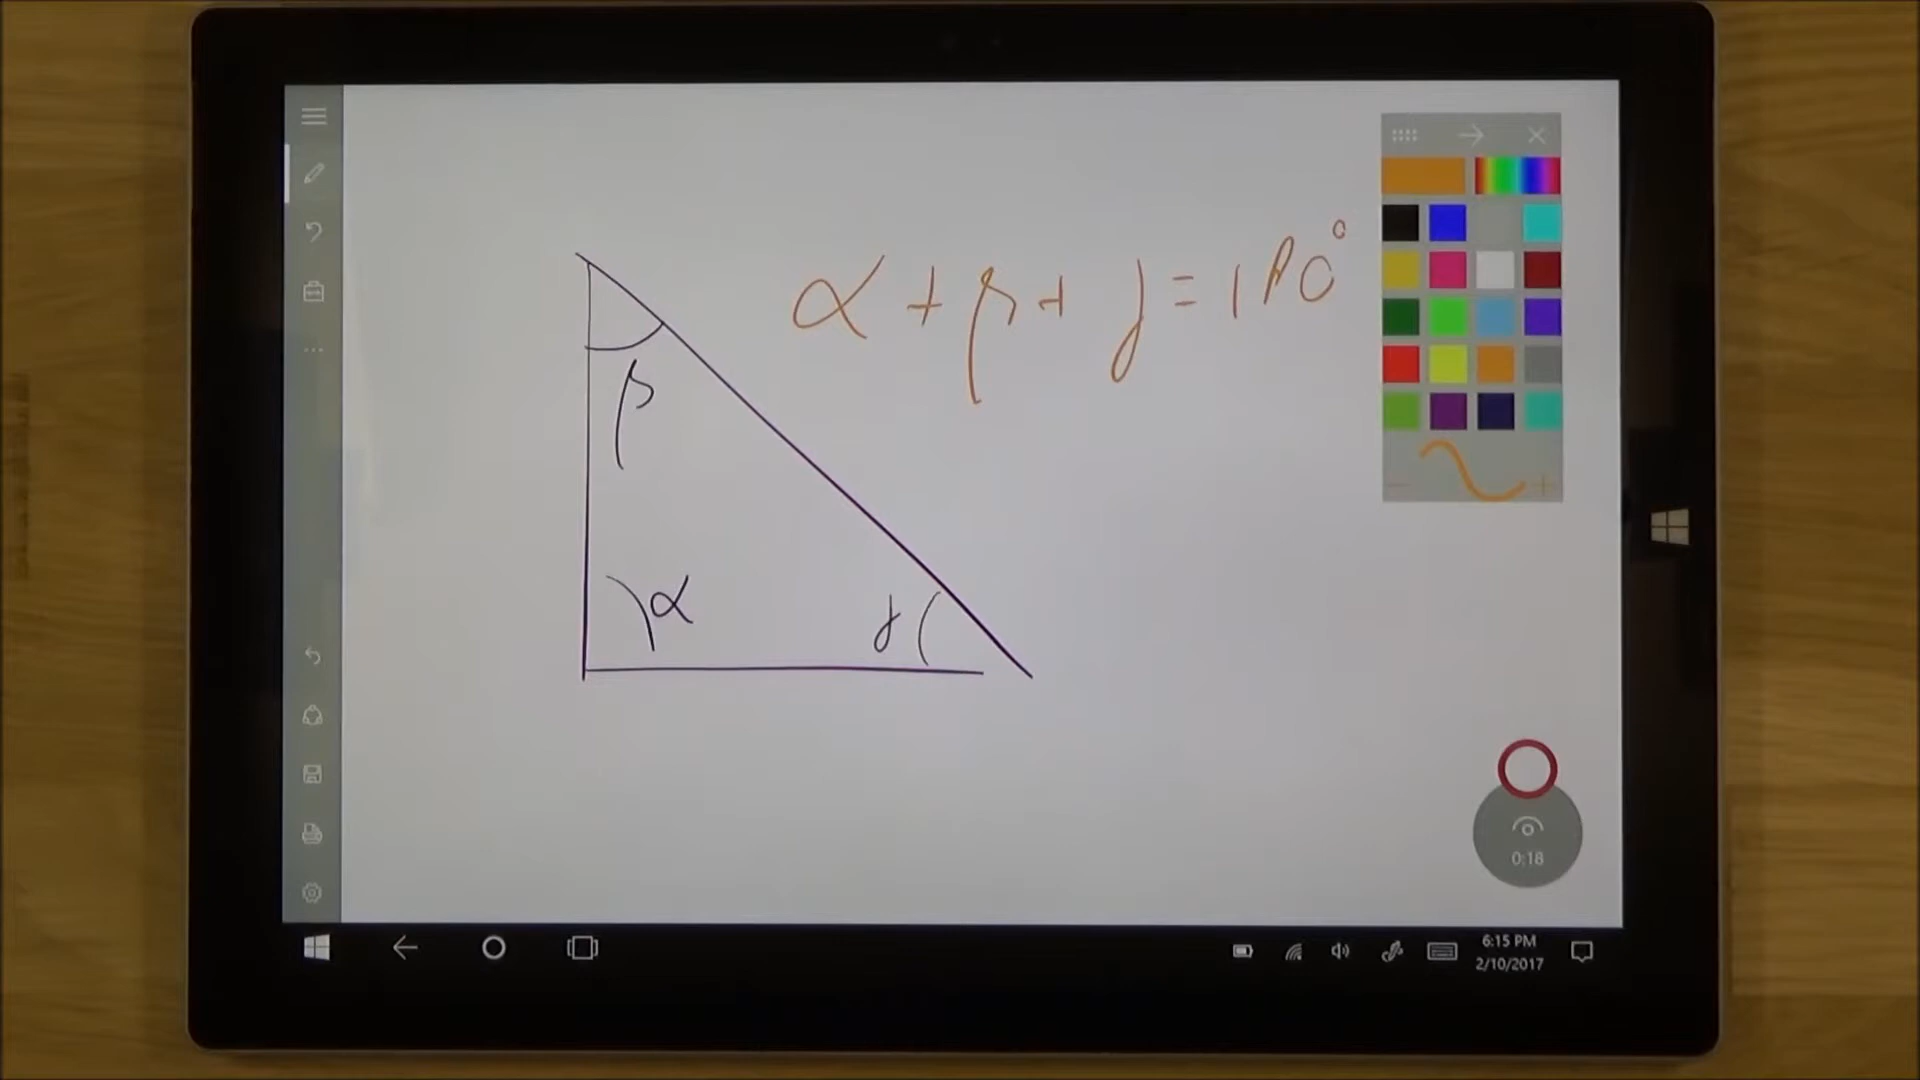 α + β + γ = 180°
β
α
γ
0:18
6:15 PM
2/10/2017